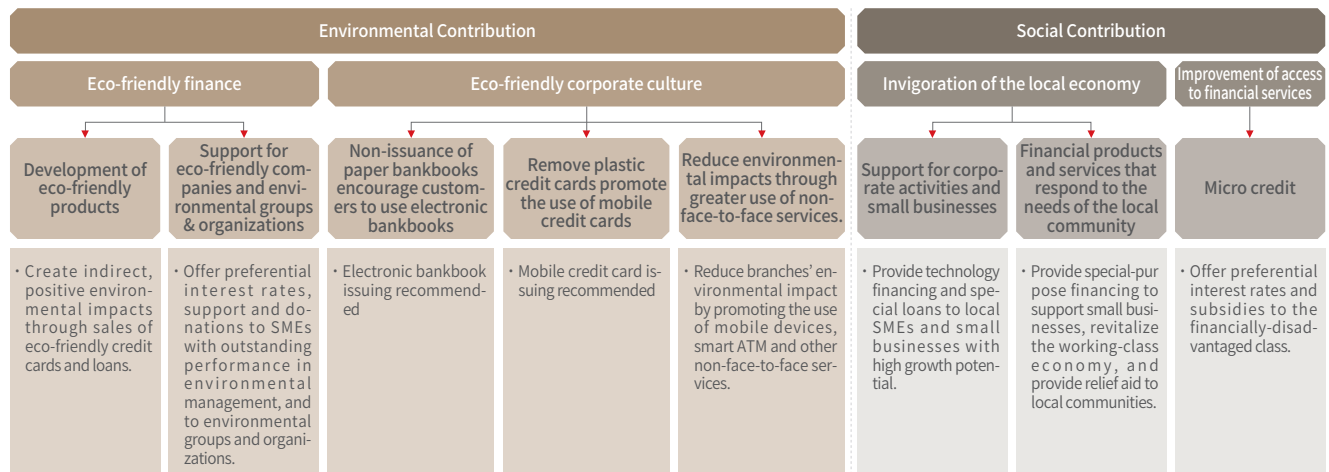 Environmental Contribution
Social Contribution
Eco-friendly finance
Eco-friendly corporate culture
Invigoration of the local economy
Improvement of access
to financial services
Development of
eco-friendly
products
Support for
eco-friendly com-
panies and envi-
ronmental groups
& organizations
Non-issuance of
paper bankbooks
encourage custom-
ers to use electronic
bankbooks
Remove plastic
credit cards promote
the use of mobile
credit cards
Reduce environmen-
tal impacts through
greater use of non-
face-to-face services.
Support for corpo-
rate activities and
small businesses
Financial products
and services that
respond to the
needs of the local
community
Micro credit
· Create indirect,
positive environ-
mental impacts
through sales of
eco-friendly credit
cards and loans.
· Offer preferential
interest rates,
support and do-
nations to SMEs
with outstanding
performance in
environmental
management, and
to environmental
groups and organi-
zations.
· Electronic bankbook
issuing recommend-
ed
· Mobile credit card is-
suing recommended
· Reduce branches’ en-
vironmental impact
by promoting the use
of mobile devices,
smart ATM and other
non-face-to-face ser-
vices.
· Provide technology
financing and spe-
cial loans to local
SMEs and small
businesses with
high growth poten-
tial.
· Provide special-pur
pose financing to
support small busi-
nesses, revitalize
the working-class
economy, and
provide relief aid to
local communities.
· Offer preferential
interest rates and
subsidies to the
financially-disad-
vantaged class.